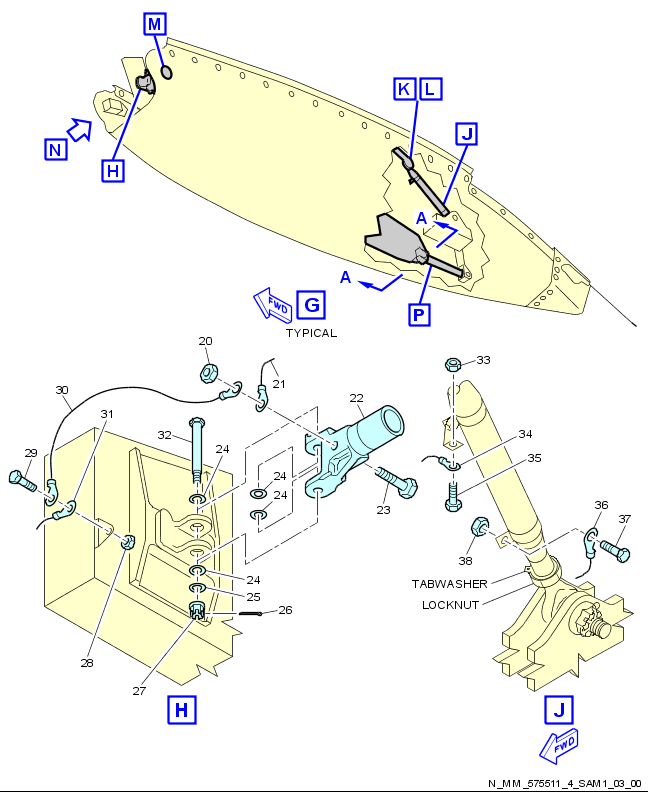 M
K L
J
N
H
A
A
P
FWD
G
TYPICAL
20
33
30
21
22
31
32
24
34
29
24
35
24
23
36
37
38
24
TABWASHER
25
26
LOCKNUT
28
27
H
J
FWD
N_MM_575511_4_SAM1_03_00